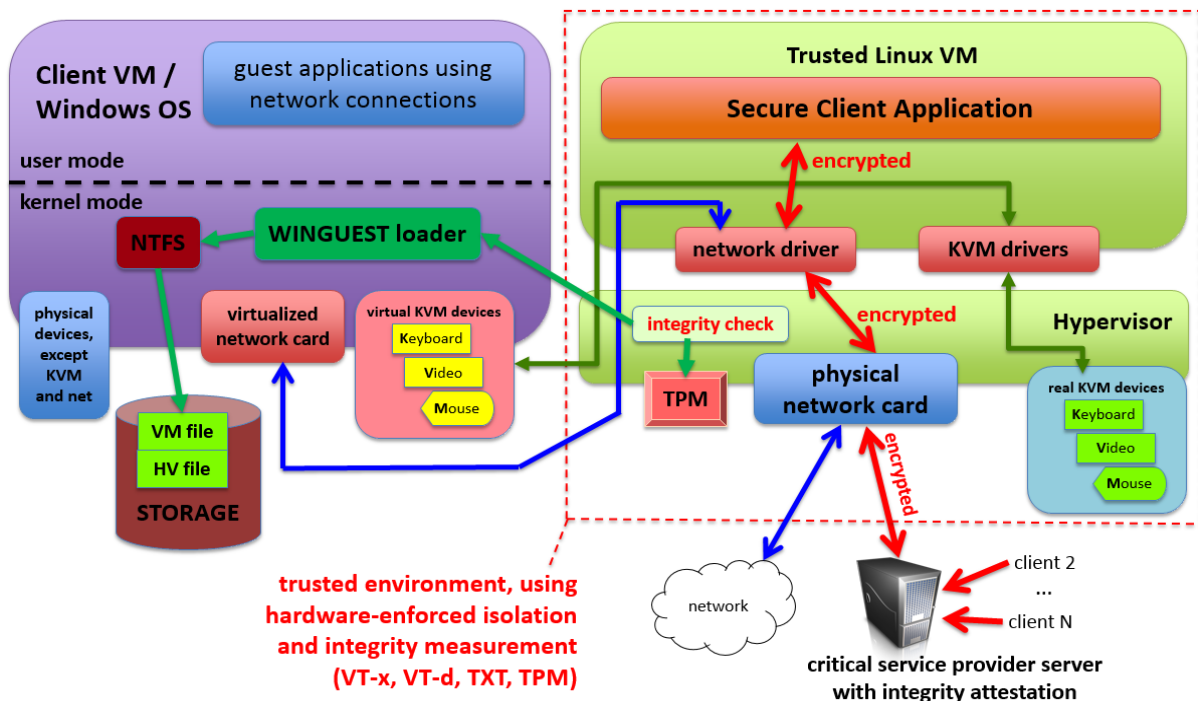 Client VM /
Windows OS
guest applications using
network connections
user mode
kernel mode
NTFS
WINGUEST loader
physical
devices,
except
KVM
and net
virtualized
network card
virtual KVM devices
Keyboard
Video
Mouse
VM file
HV file
STORAGE
Trusted Linux VM
Secure Client Application
encrypted
network driver
KVM drivers
integrity check
encrypted
Hypervisor
TPM
physical
network card
real KVM devices
Keyboard
Video
Mouse
encrypted
trusted environment, using
hardware-enforced isolation
and integrity measurement
(VT-x, VT-d, TXT, TPM)
network
client 2
...
client N
critical service provider server
with integrity attestation